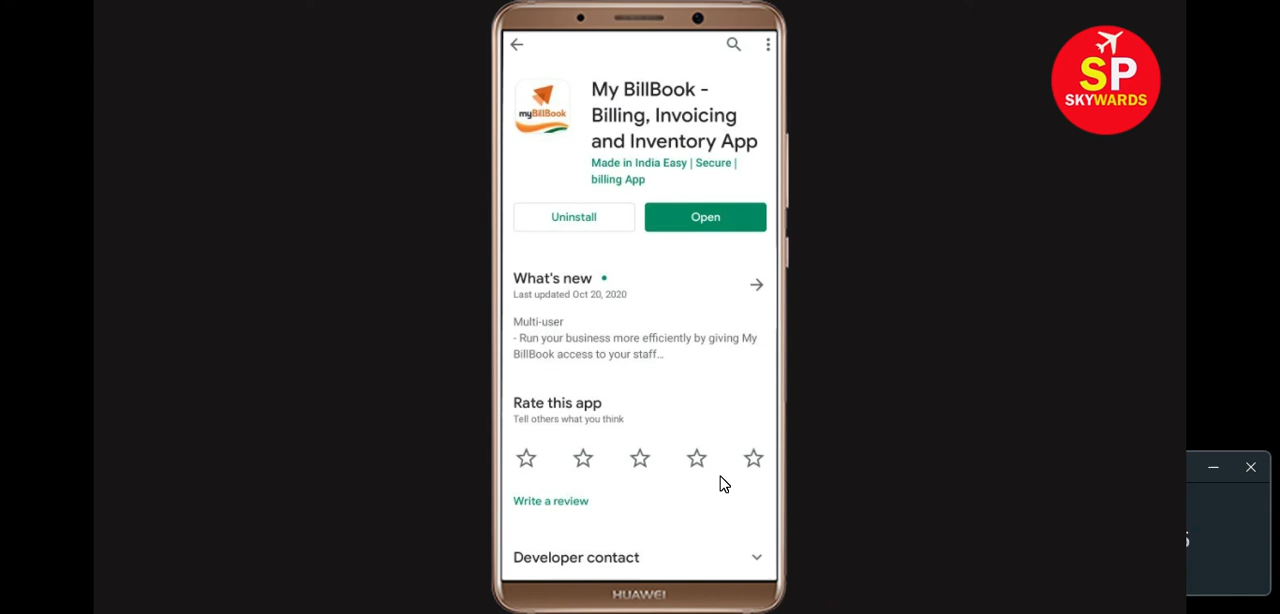 SP
SKYWARDS
myBillBook
My BillBook -
Billing, Invoicing
and Inventory App
Made in India Easy | Secure |
billing App
Uninstall
Open
What's new
Last updated Oct 20, 2020
Multi-user
- Run your business more efficiently by giving My
BillBook access to your staff...
Rate this app
Tell others what you think
Write a review
Developer contact
HUAWEI